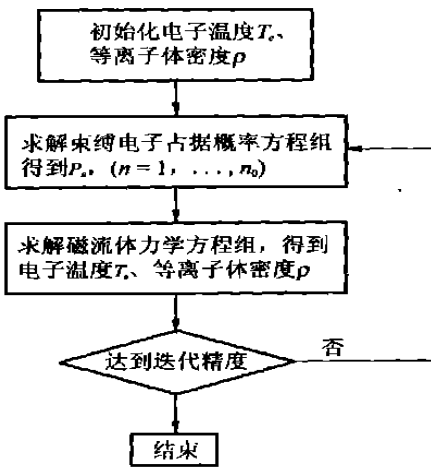 初始化电子温度Te、
等离子体密度ρ
求解束缚电子占据概率方程组
得到Pn，(n = 1，...,n0)
求解磁流体力学方程组，得到
电子温度Te、等离子体密度ρ
达到迭代精度
否
结束